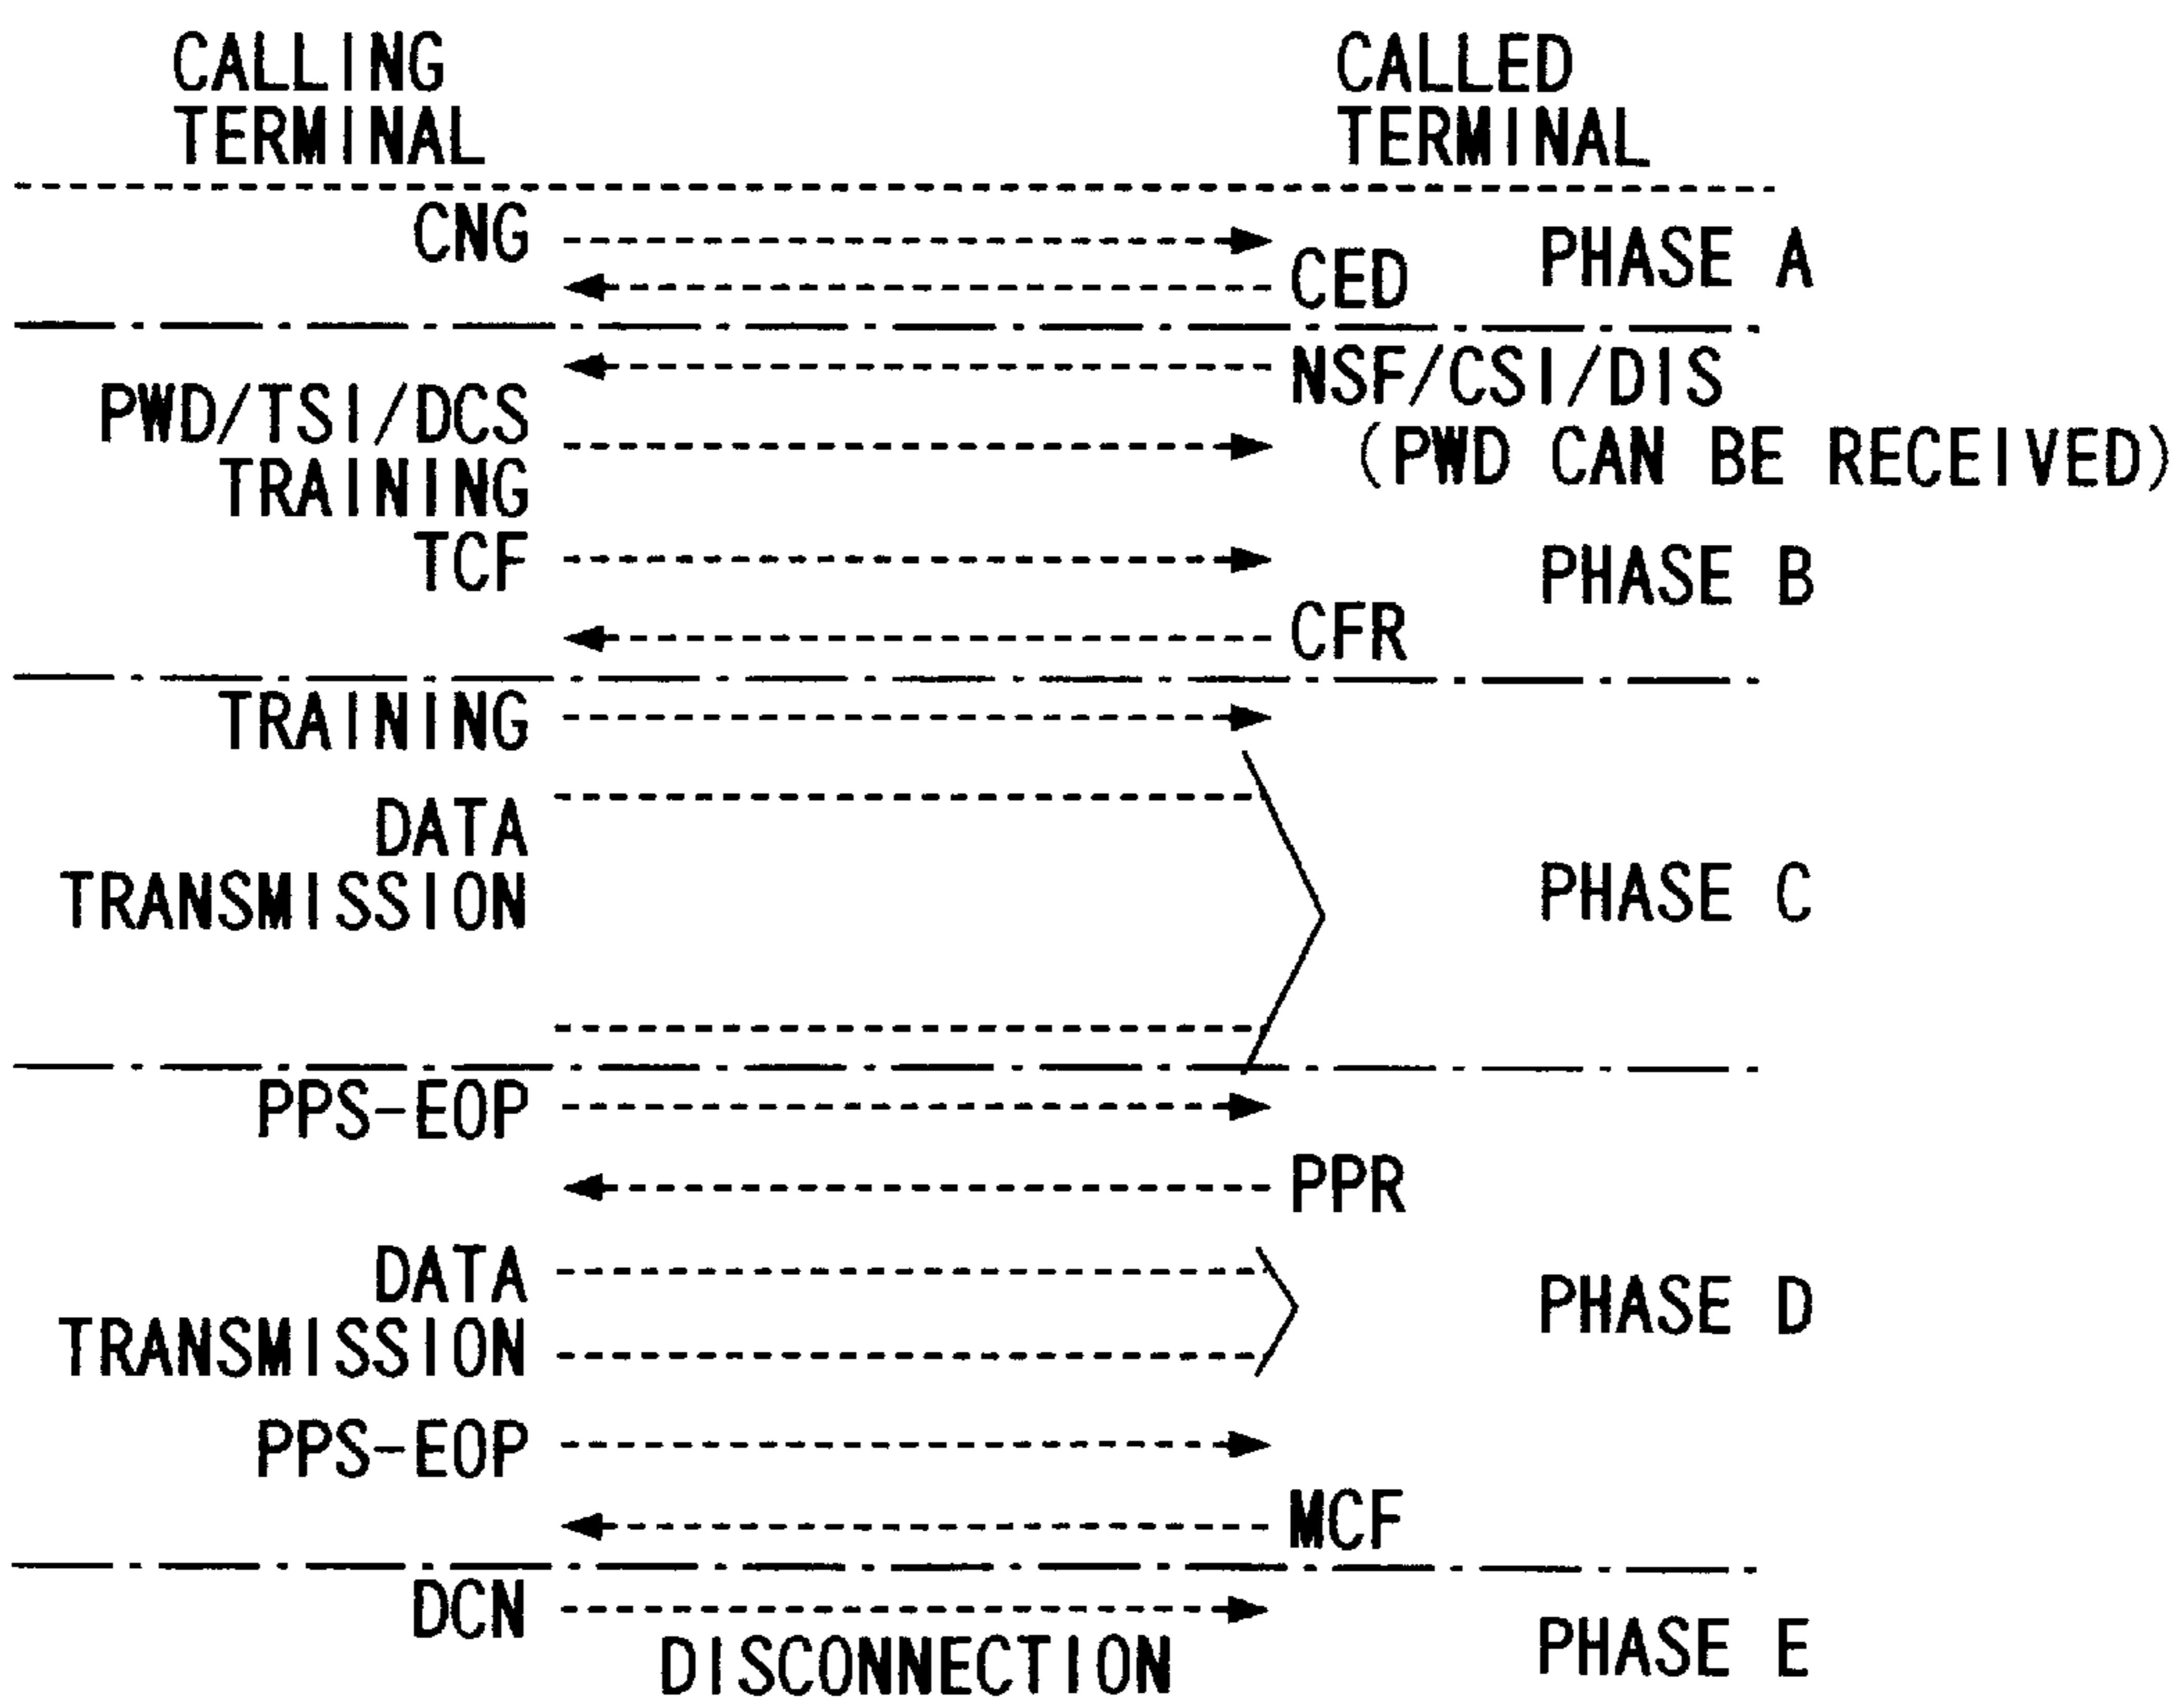 CALLING
TERMINAL
CALLED
TERMINAL
CNG
CED
PHASE A
NSF/CSI/DIS
PWD/TSI/DCS
(PWD CAN BE RECEIVED)
TRAINING
TCF
PHASE B
CFR
TRAINING
DATA
TRANSMISSION
PHASE C
PPS-EOP
PPR
DATA
TRANSMISSION
PHASE D
PPS-EOP
MCF
DCN
DISCONNECTION
PHASE E